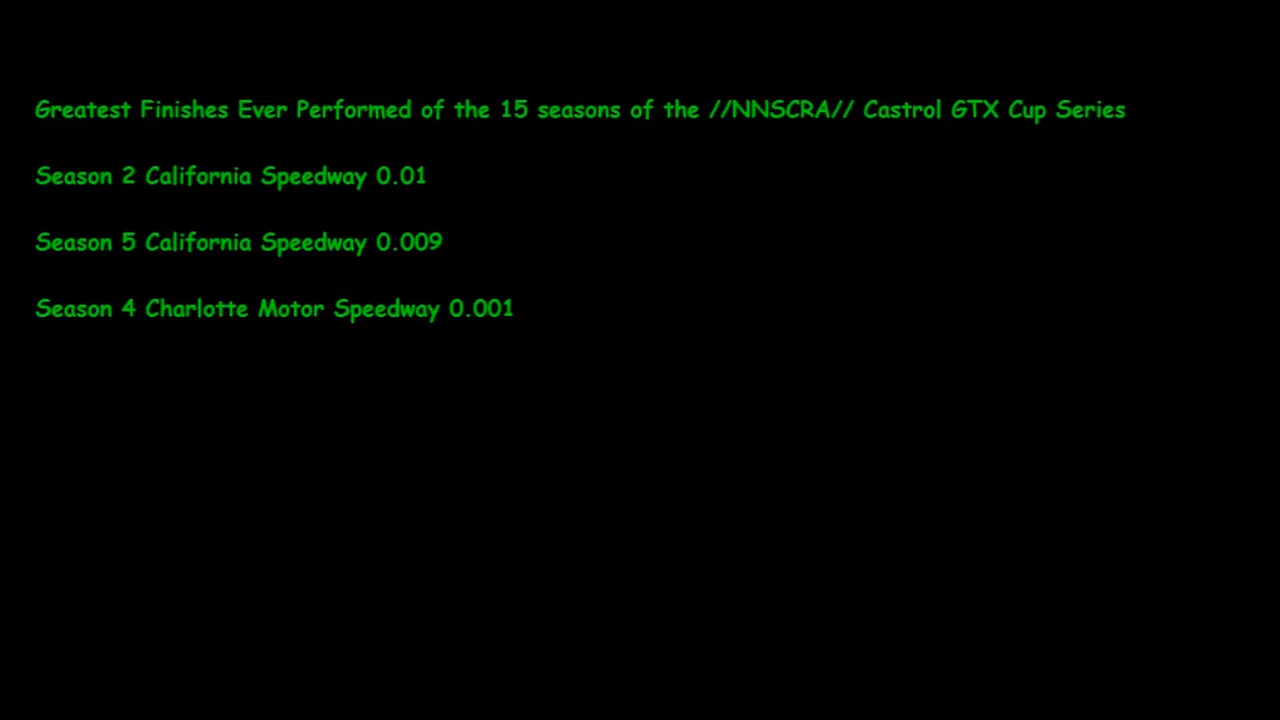 Greatest Finishes Ever Performed of the 15 seasons of the //NNSCRA// Castrol GTX Cup Series
Season 2 California Speedway 0.01
Season 5 California Speedway 0.009
Season 4 Charlotte Motor Speedway 0.001